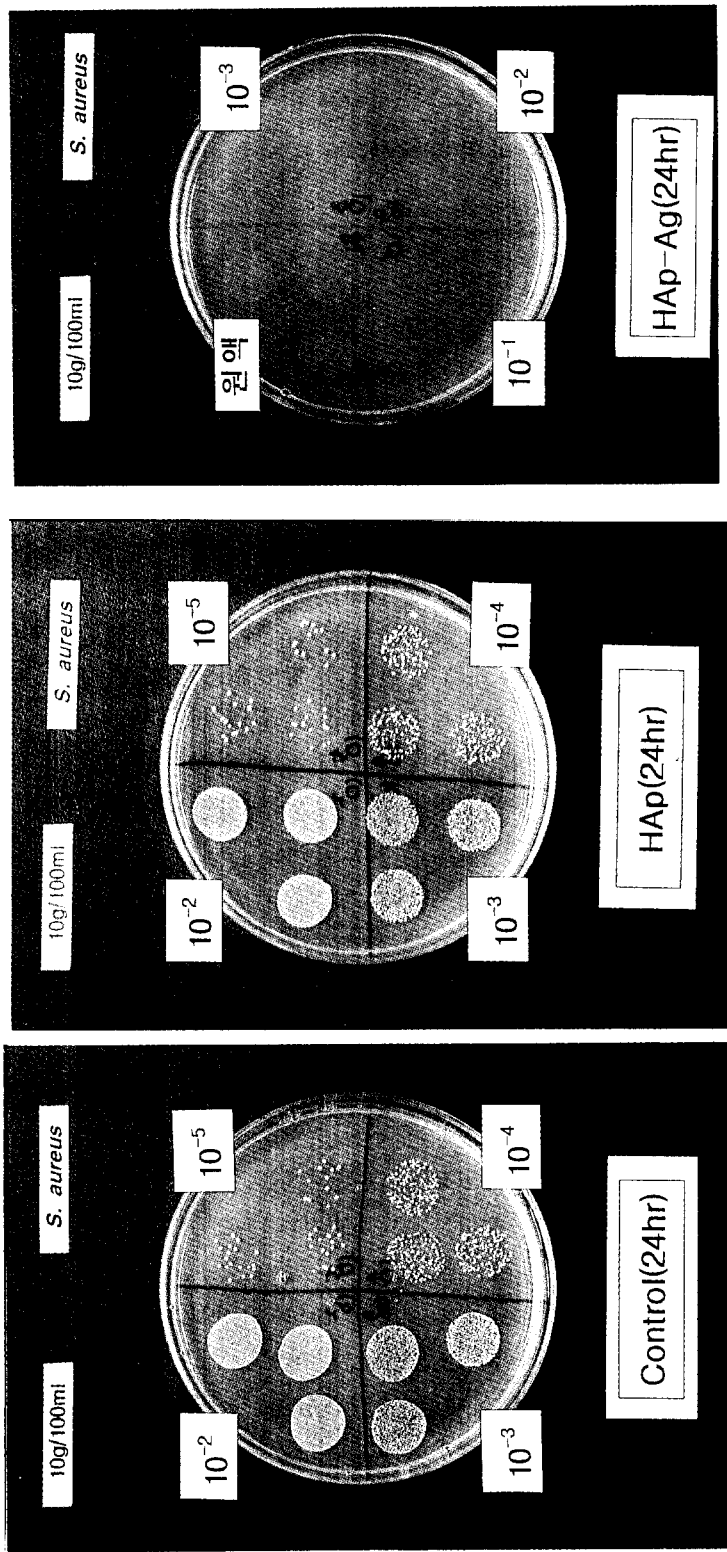 10g/100ml
S. aureus
10⁻²
10⁻⁵
10⁻³
10⁻⁴
Control(24hr)
10g/100ml
S. aureus
10⁻²
10⁻⁵
10⁻³
10⁻⁴
HAp(24hr)
10g/100ml
S. aureus
원액
10⁻³
10⁻¹
10⁻²
HAp-Ag(24hr)